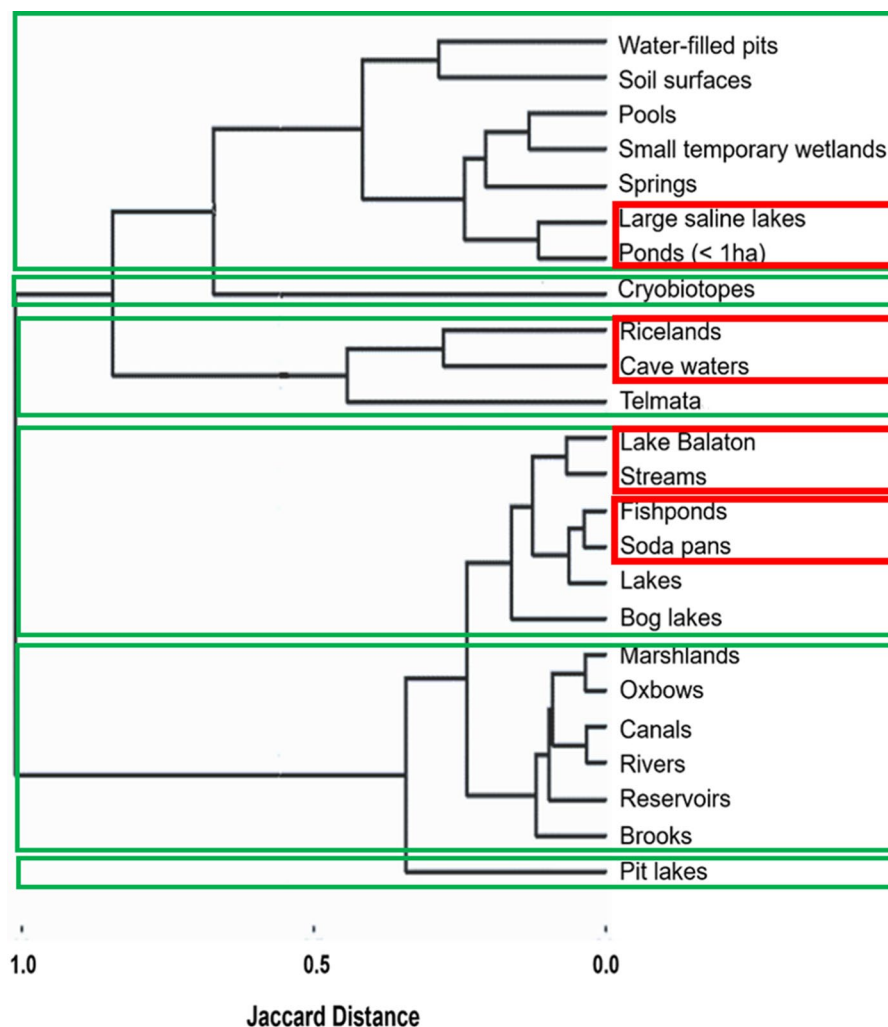 Water-filled pits
Soil surfaces
Pools
Small temporary wetlands
Springs
Large saline lakes
Ponds (< 1ha)
Cryobiotopes
Ricelands
Cave waters
Telmata
Lake Balaton
Streams
Fishponds
Soda pans
Lakes
Bog lakes
Marshlands
Oxbows
Canals
Rivers
Reservoirs
Brooks
Pit lakes
1.0 0.5 0.0
Jaccard Distance